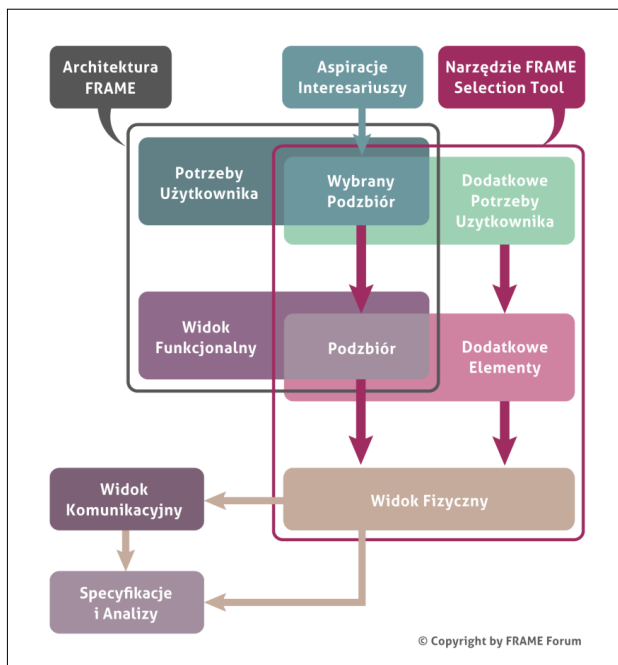 Architektura
FRAME
Aspiracje
Interesariuszy
Narzędzie FRAME
Selection Tool
Potrzeby
Użytkownika
Wybrany
Podzbiór
Dodatkowe
Potrzeby
Uzytkownika
Widok
Funkcjonalny
Podzbiór
Dodatkowe
Elementy
Widok
Komunikacyjny
Widok Fizyczny
Specyfikacje
i Analizy
© Copyright by FRAME Forum